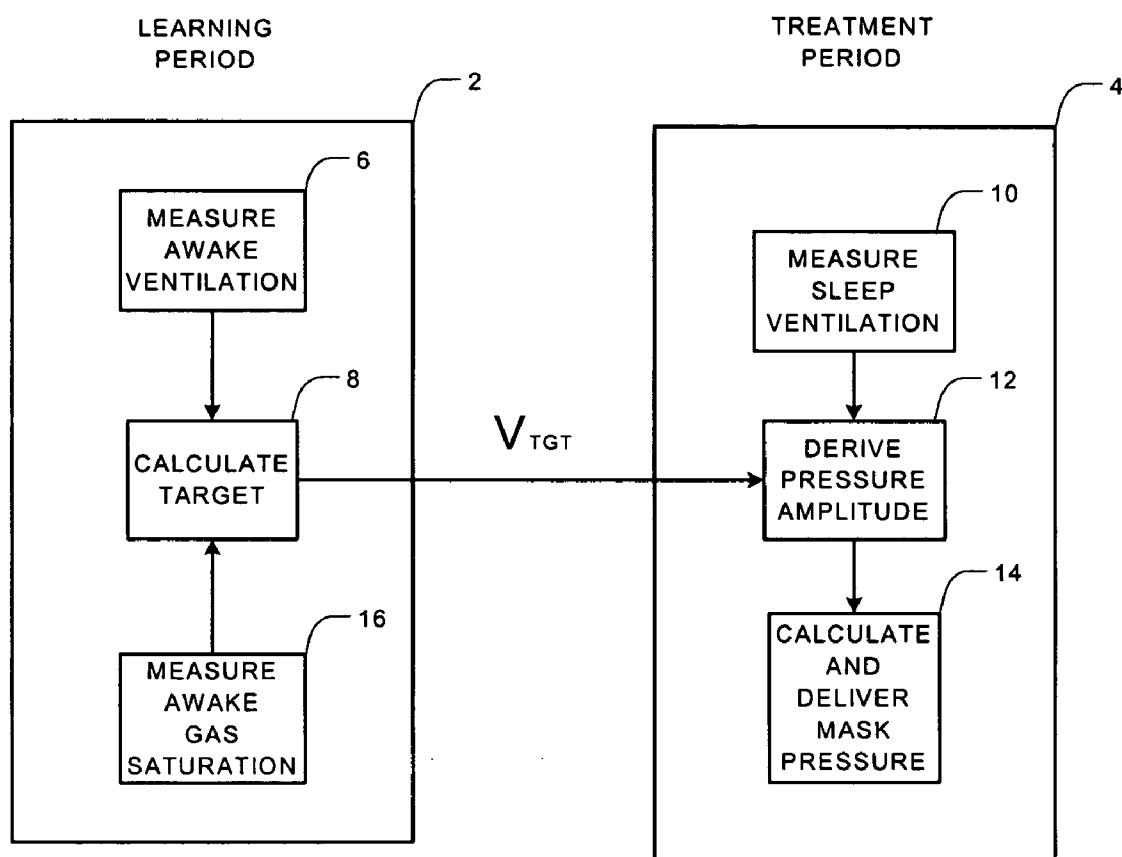 LEARNING
PERIOD
2
6
MEASURE
AWAKE
VENTILATION
8
CALCULATE
TARGET
16
MEASURE
AWAKE
GAS
SATURATION
V TGT
TREATMENT
PERIOD
4
10
MEASURE
SLEEP
VENTILATION
12
DERIVE
PRESSURE
AMPLITUDE
14
CALCULATE
AND
DELIVER
MASK
PRESSURE